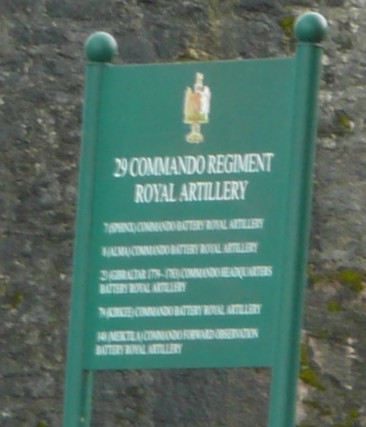 29 COMMANDO REGIMENT
ROYAL ARTILLERY
7 (SPHINX) COMMANDO BATTERY ROYAL ARTILLERY
8 (ALMA) COMMANDO BATTERY ROYAL ARTILLERY
23 (GIBRALTAR 1779 - 1783) COMMANDO HEADQUARTERS
BATTERY ROYAL ARTILLERY
79 (KIRKEE) COMMANDO BATTERY ROYAL ARTILLERY
148 (MEIKTILA) COMMANDO FORWARD OBSERVATION
BATTERY ROYAL ARTILLERY